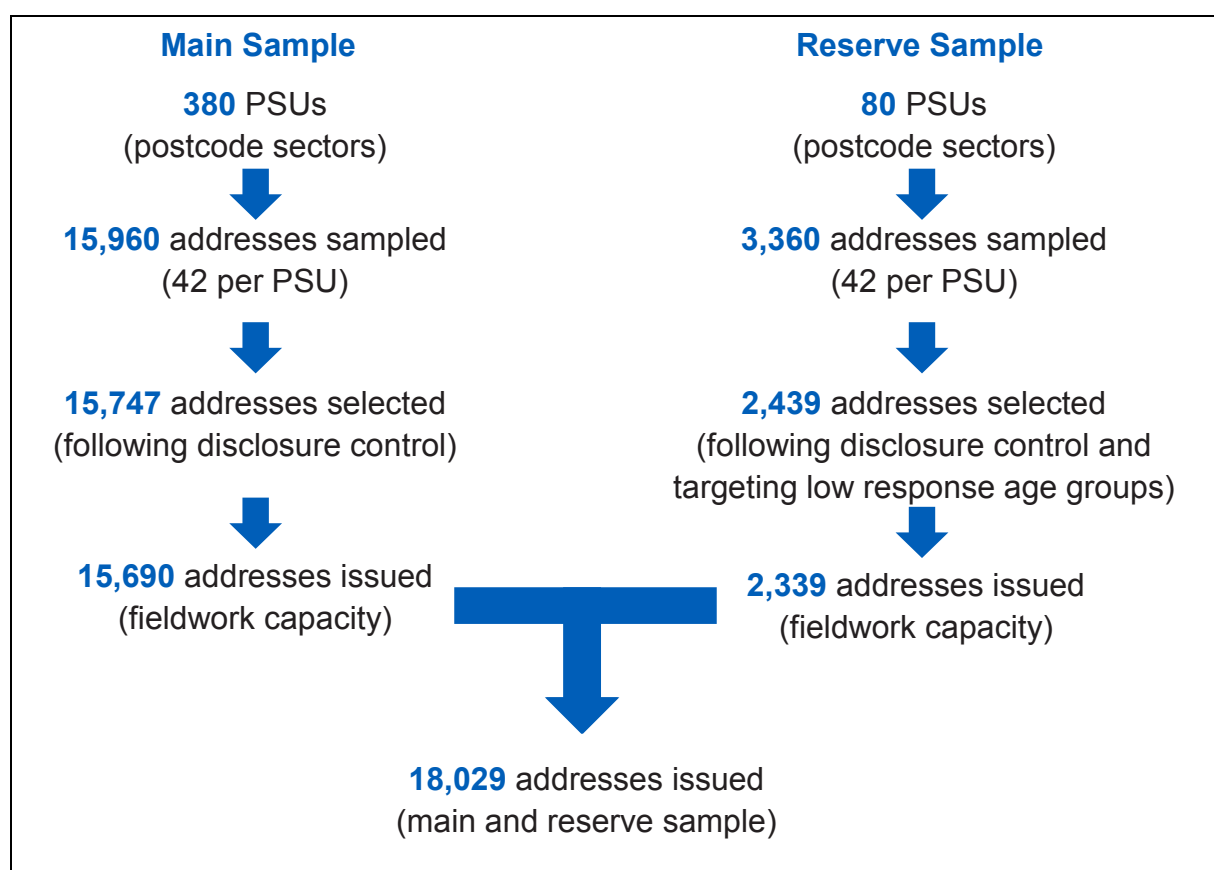 Main Sample
380 PSUs
(postcode sectors)
15,960 addresses sampled
(42 per PSU)
15,747 addresses selected
(following disclosure control)
15,690 addresses issued
(fieldwork capacity)
Reserve Sample
80 PSUs
(postcode sectors)
3,360 addresses sampled
(42 per PSU)
2,439 addresses selected
(following disclosure control and
targeting low response age groups)
2,339 addresses issued
(fieldwork capacity)
18,029 addresses issued
(main and reserve sample)